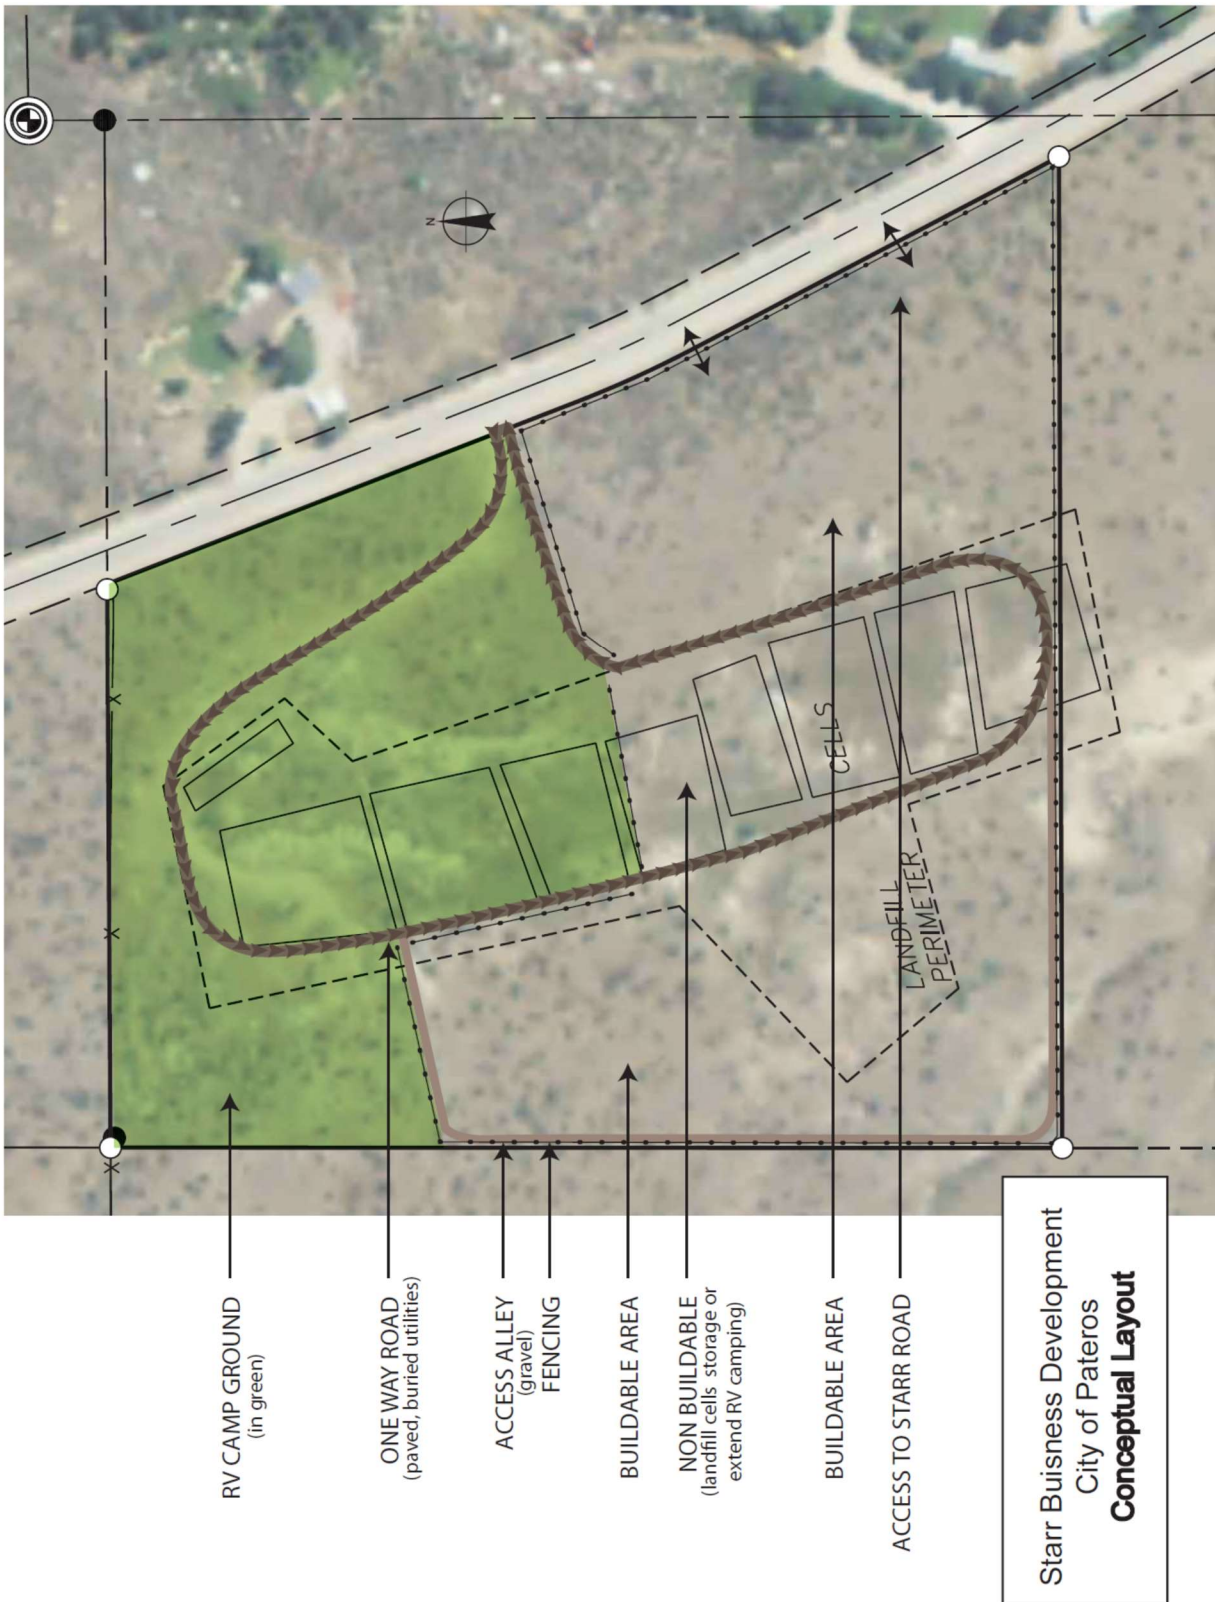 RV CAMP GROUND
(in green)
ONE WAY ROAD
(paved, buried utilities)
ACCESS ALLEY
(gravel)
FENCING
BUILDABLE AREA
NON BUILDABLE
(landfill cells storage or
extend RV camping)
BUILDABLE AREA
ACCESS TO STARR ROAD
N
CELLS
LANDFILL
PERIMETER
Starr Buisness Development
City of Pateros
Conceptual Layout